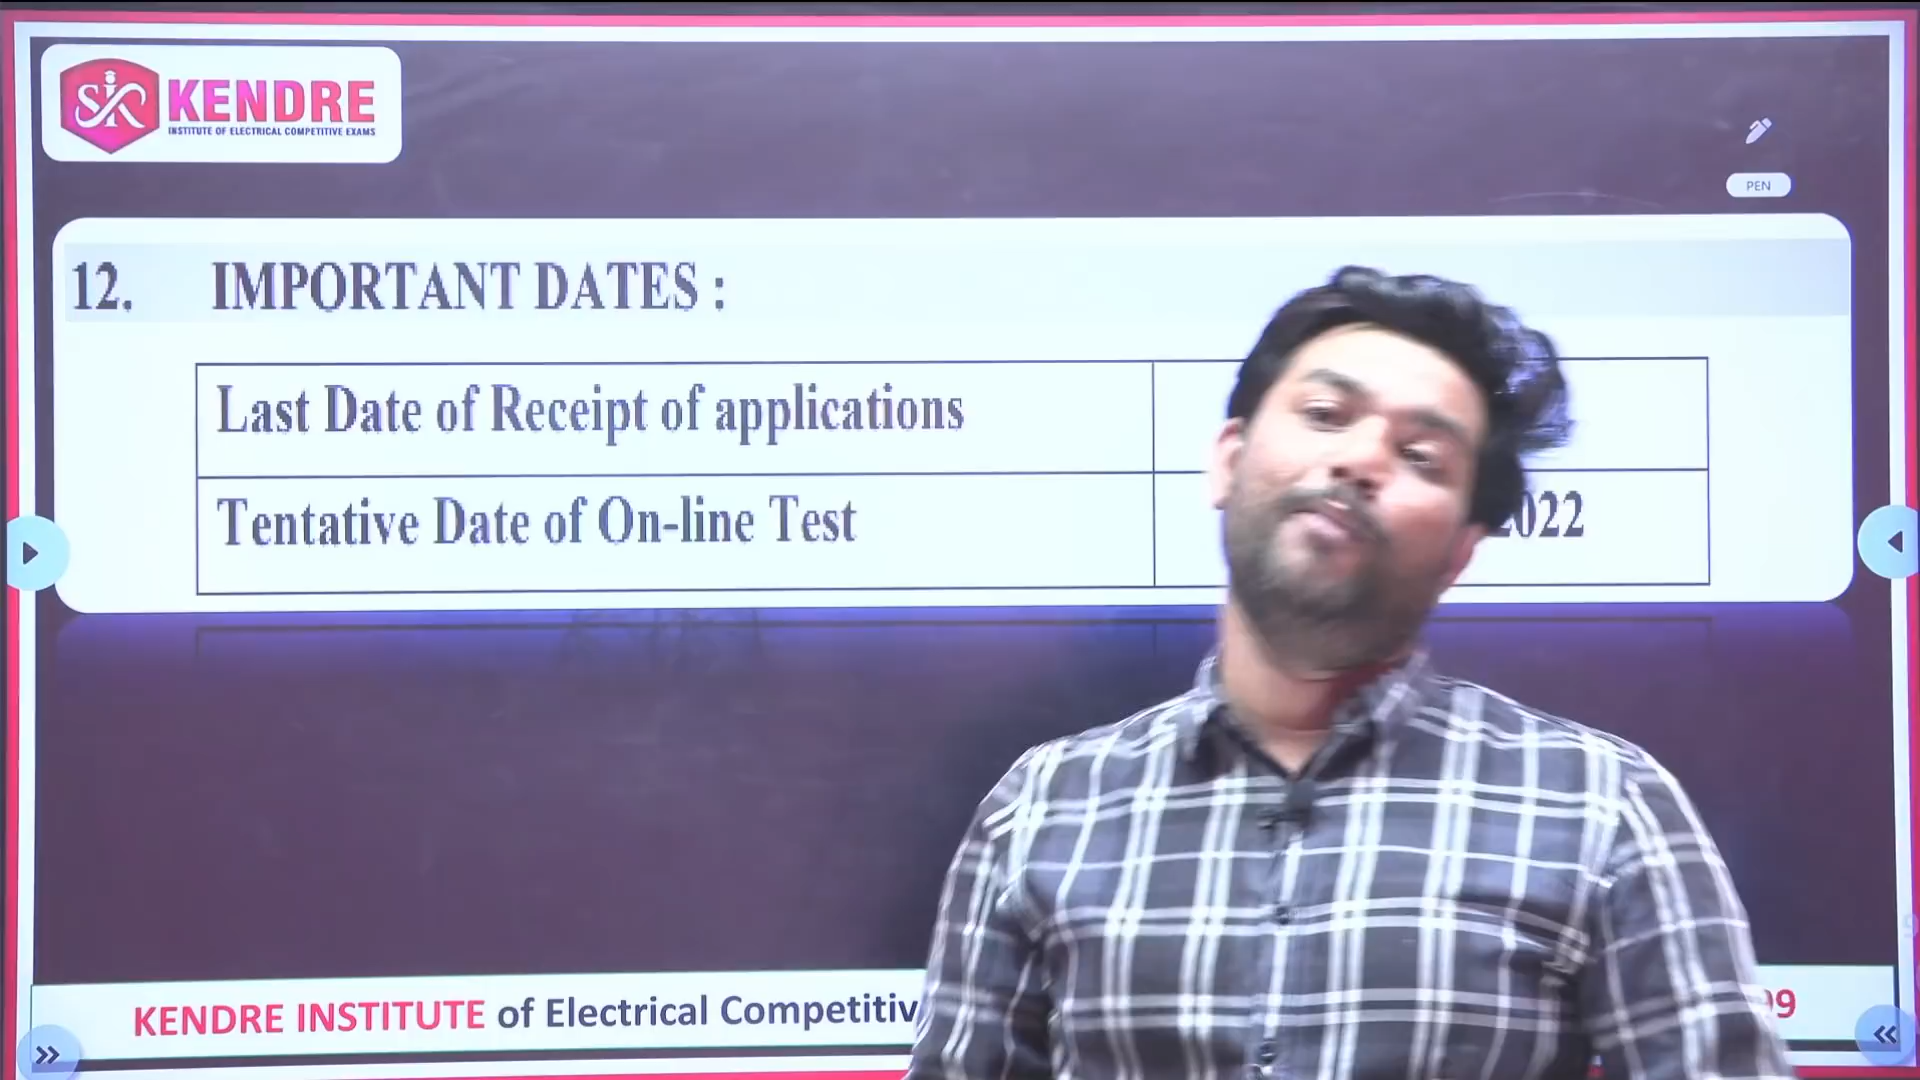 SK KENDRE
INSTITUTE OF ELECTRICAL COMPETITIVE EXAMS
PEN
12. IMPORTANT DATES :
Last Date of Receipt of applications
Tentative Date of On-line Test 2022
KENDRE INSTITUTE of Electrical